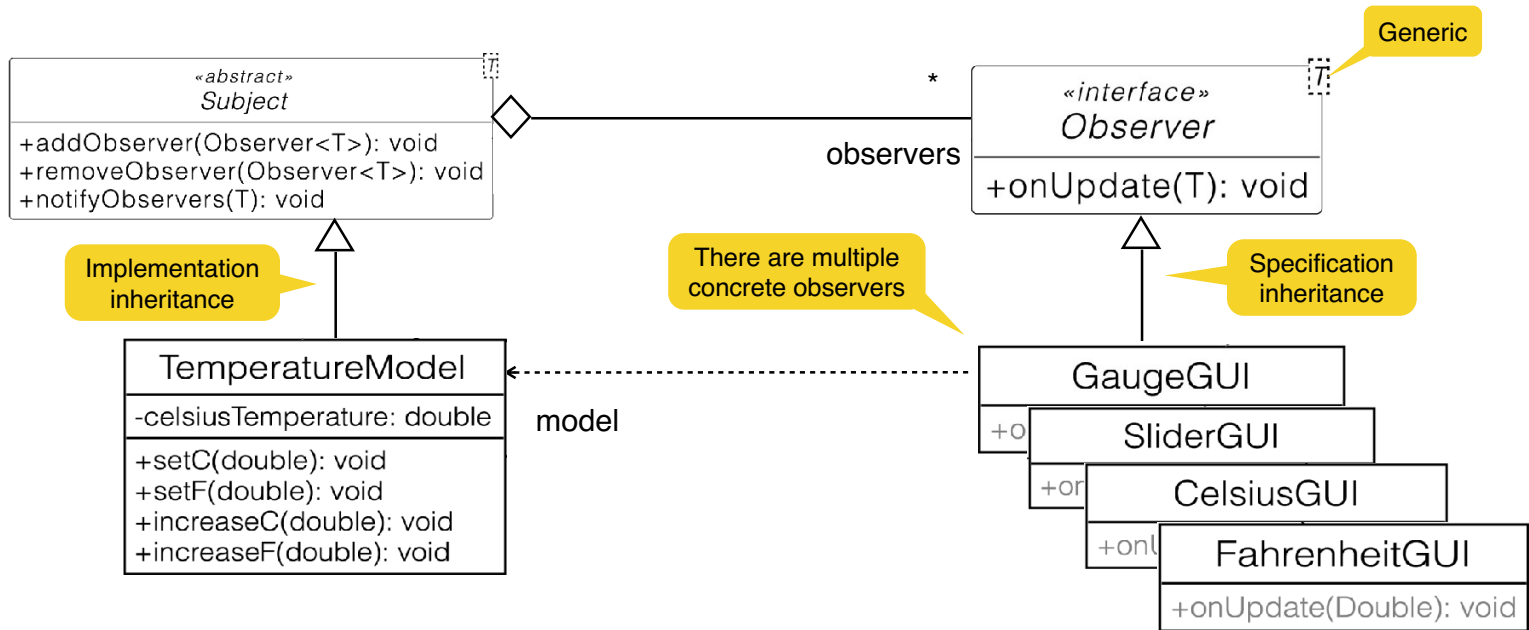 Generic
«abstract»
Subject
T
+addObserver(Observer<T>): void
+removeObserver(Observer<T>): void
+notifyObservers(T): void
*
observers
«interface»
Observer
T
+onUpdate(T): void
Implementation
inheritance
There are multiple
concrete observers
Specification
inheritance
TemperatureModel
-celsiusTemperature: double
+setC(double): void
+setF(double): void
+increaseC(double): void
+increaseF(double): void
model
GaugeGUI
+o
SliderGUI
+or
CelsiusGUI
+onU
FahrenheitGUI
+onUpdate(Double): void